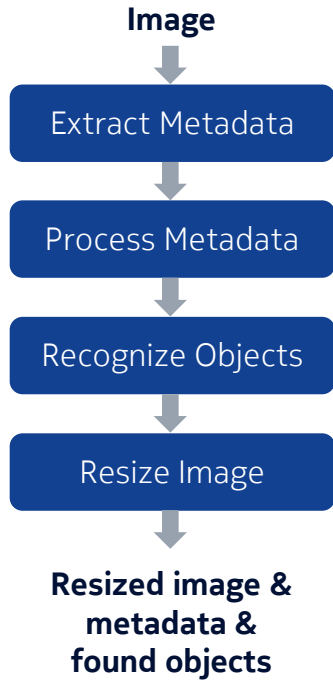 Image
Extract Metadata
Process Metadata
Recognize Objects
Resize Image
Resized image &
metadata &
found objects